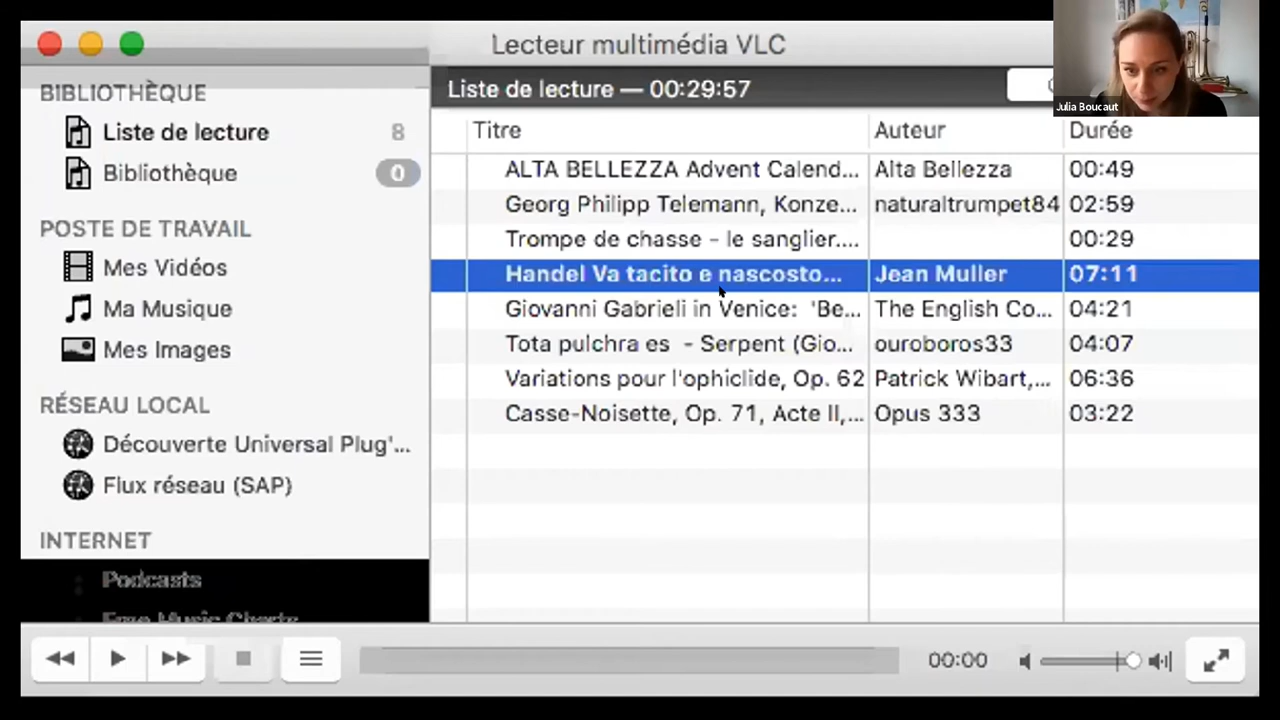 Lecteur multimédia VLC
Julia Boucaut
BIBLIOTHÈQUE
Liste de lecture 8
Bibliothèque 0
POSTE DE TRAVAIL
Mes Vidéos
Ma Musique
Mes Images
RÉSEAU LOCAL
Découverte Universal Plug'...
Flux réseau (SAP)
INTERNET
Podcasts
Free Music Charts
Liste de lecture — 00:29:57
Titre Auteur Durée
ALTA BELLEZZA Advent Calend... Alta Bellezza 00:49
Georg Philipp Telemann, Konze... naturaltrumpet84 02:59
Trompe de chasse - le sanglier.... 00:29
Handel Va tacito e nascosto... Jean Muller 07:11
Giovanni Gabrieli in Venice: 'Be... The English Co... 04:21
Tota pulchra es - Serpent (Gio... ouroboros33 04:07
Variations pour l'ophiclide, Op. 62 Patrick Wibart,... 06:36
Casse-Noisette, Op. 71, Acte II,... Opus 333 03:22
00:00